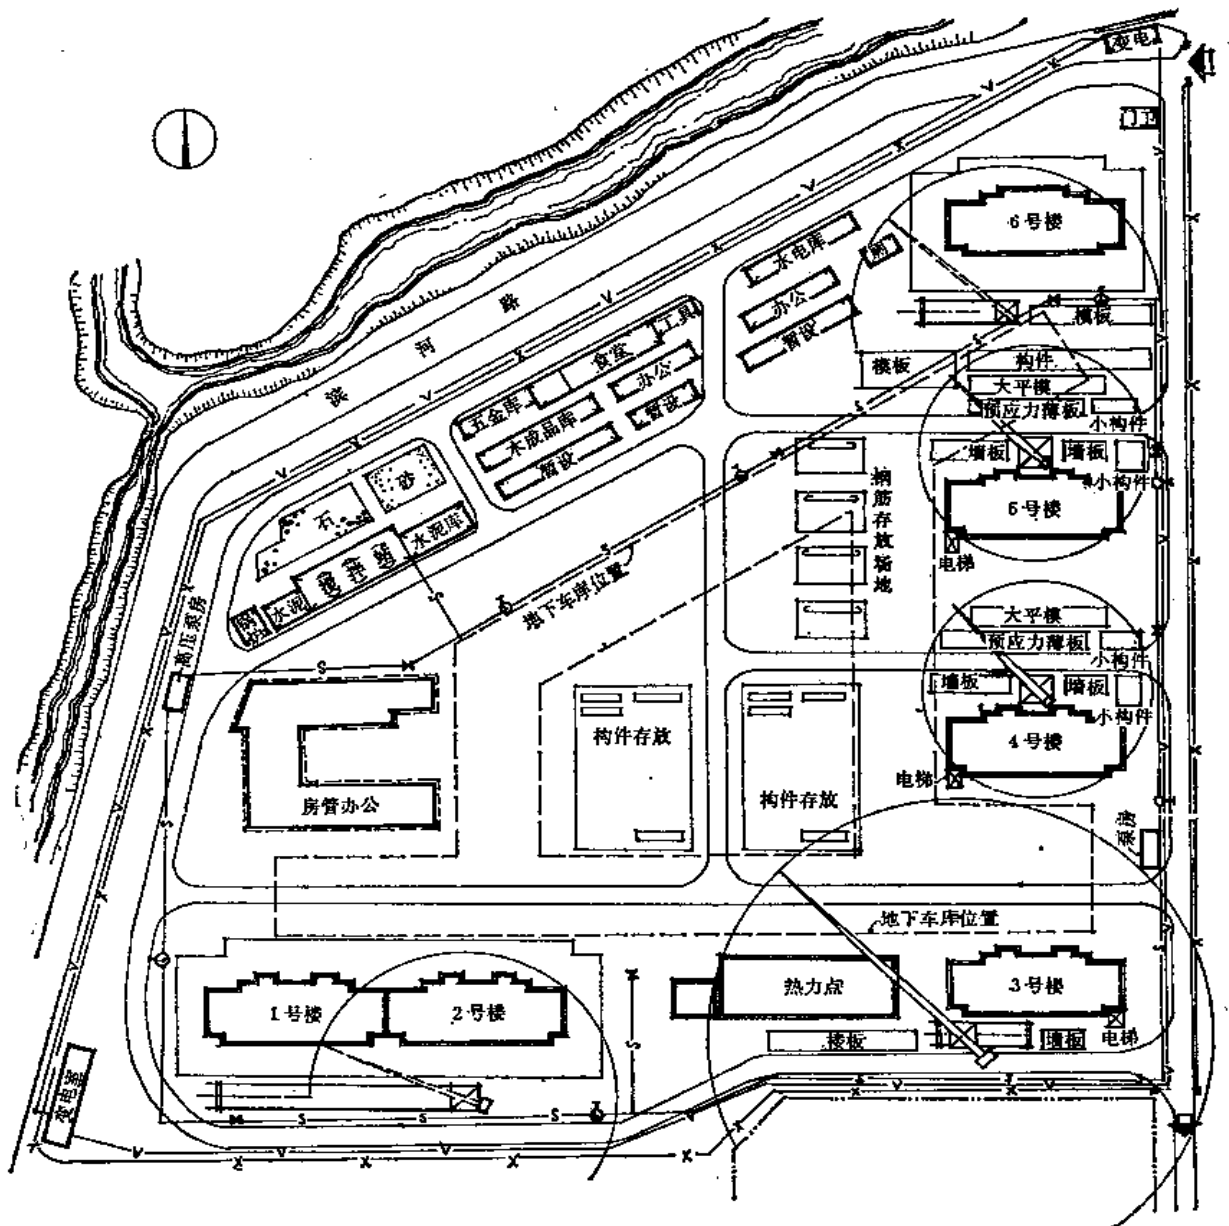 变电
门卫
6号楼
水电库
办公
暂设
模板
模板
构件
大平模
预应力薄板
小构件
墙板
墙板
小构件
5号楼
电梯
滨河路
工具
食堂
五金库
办公
木成品库
暂设
暂设
砂
石
水泥库
搅拌站
水泥
高压泵房
钢筋存放场地
地下车库位置
大平模
预应力薄板
小构件
墙板
墙板
小构件
4号楼
电梯
构件存放
构件存放
房管办公
泵房
地下车库位置
热力点
3号楼
1号楼
2号楼
楼板
墙板
电梯
变电室
S
S
S
S
S
S
S
S
V
V
V
V
V
V
X
X
X
X
X